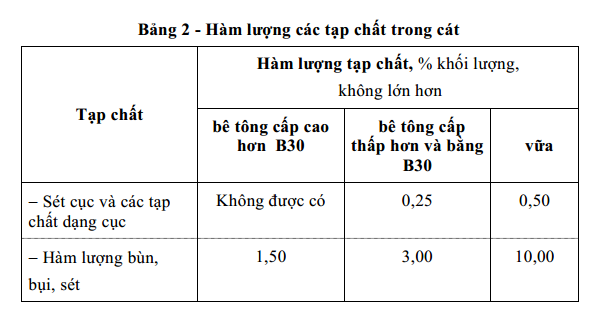 Bảng 2 - Hàm lượng các tạp chất trong cát
Tạp chất
Hàm lượng tạp chất, % khối lượng,
không lớn hơn
bê tông cấp cao
hơn B30
bê tông cấp
thấp hơn và bằng
B30
vữa
− Sét cục và các tạp
chất dạng cục
Không được có
0,25
0,50
− Hàm lượng bùn,
bụi, sét
1,50
3,00
10,00